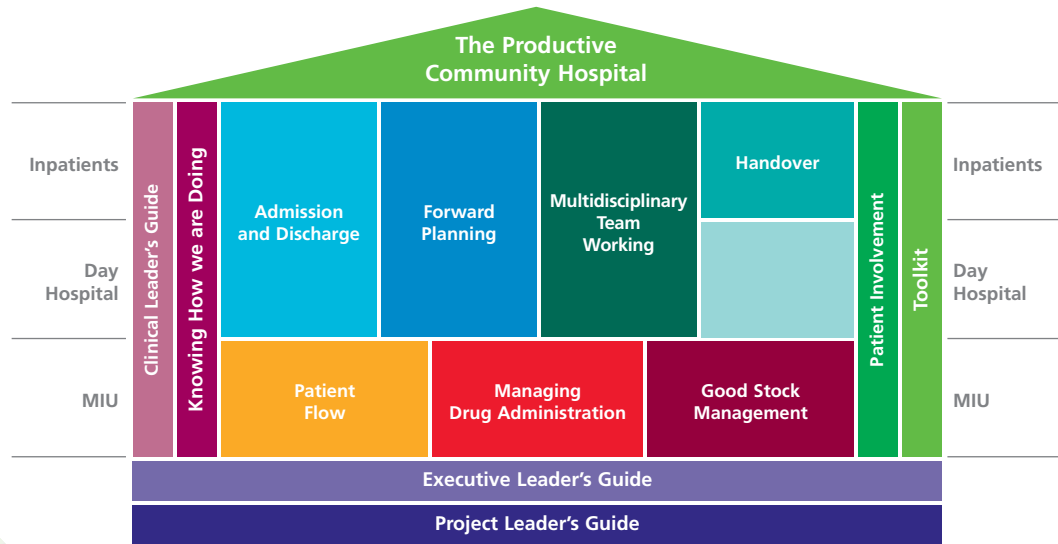 The Productive
Community Hospital
Inpatients
Day
Hospital
MIU
Clinical Leader's Guide
Knowing How we are Doing
Admission
and Discharge
Forward
Planning
Multidisciplinary
Team
Working
Handover
Patient
Flow
Managing
Drug Administration
Good Stock
Management
Patient Involvement
Toolkit
Inpatients
Day
Hospital
MIU
Executive Leader's Guide
Project Leader's Guide